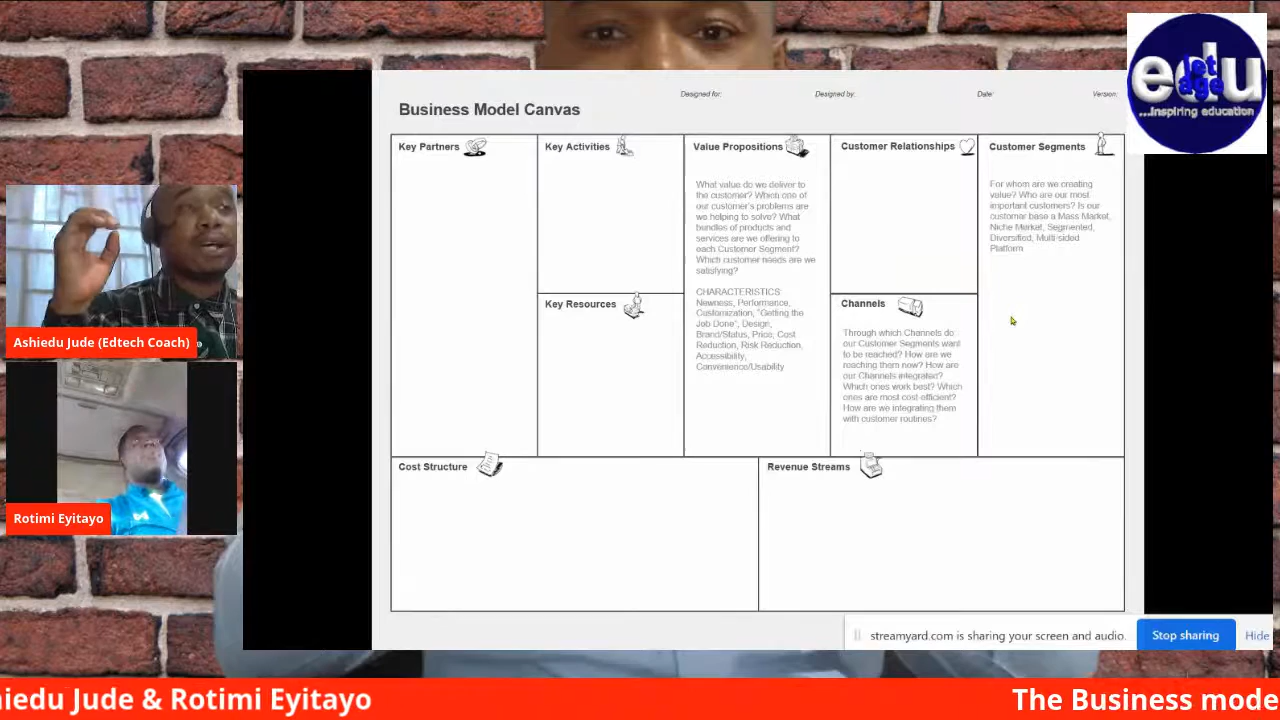 Designed for:
Designed by:
Date:
Version:
Business Model Canvas
edu
let
age
...inspiring education
Key Partners
Key Activities
Value Propositions
Customer Relationships
Customer Segments
What value do we deliver to
the customer? Which one of
our customer's problems are
we helping to solve? What
bundles of products and
services are we offering to
each Customer Segment?
Which customer needs are we
satisfying?
CHARACTERISTICS:
Newness, Performance,
Customization, "Getting the
Job Done", Design,
Brand/Status, Price, Cost
Reduction, Risk Reduction,
Accessibility,
Convenience/Usability
For whom are we creating
value? Who are our most
important customers? Is our
customer base a Mass Market,
Niche Market, Segmented,
Diversified, Multi-sided
Platform
Key Resources
Channels
Through which Channels do
our Customer Segments want
to be reached? How are we
reaching them now? How are
our Channels integrated?
Which ones work best? Which
ones are most cost-efficient?
How are we integrating them
with customer routines?
Cost Structure
Revenue Streams
Ashiedu Jude (Edtech Coach)
Rotimi Eyitayo
streamyard.com is sharing your screen and audio.
Stop sharing
Hide
hiedu Jude & Rotimi Eyitayo
The Business mode